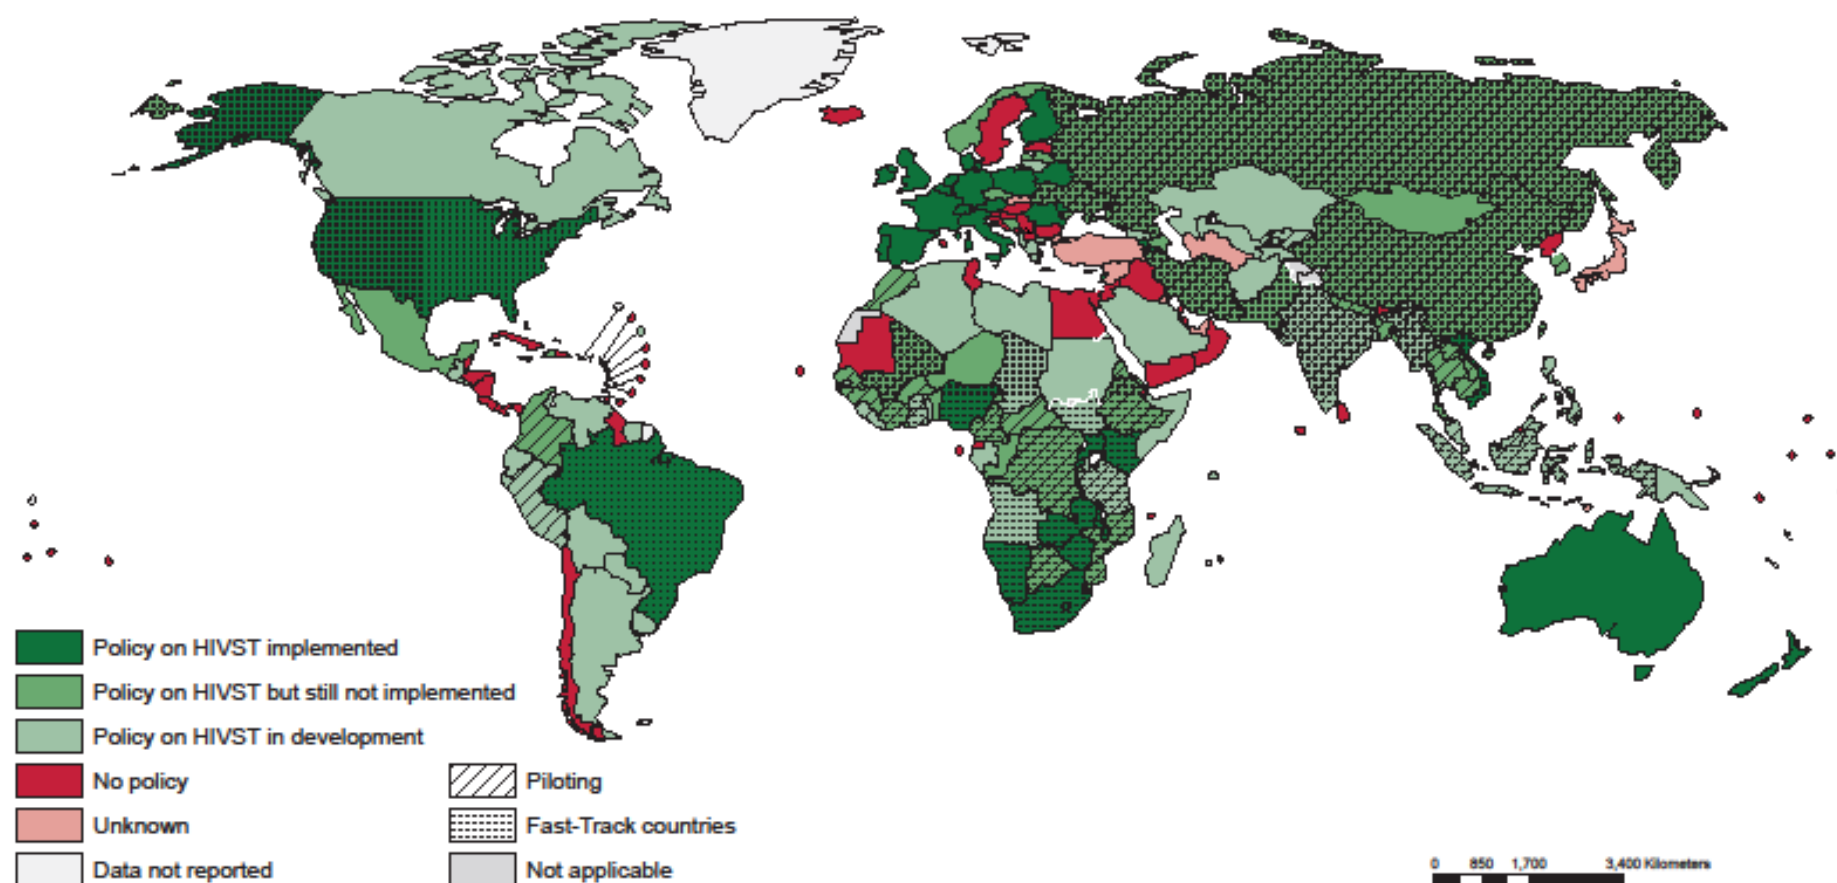 Policy on HIVST implemented
Policy on HIVST but still not implemented
Policy on HIVST in development
No policy
Unknown
Data not reported
Piloting
Fast-Track countries
Not applicable
0 850 1,700 3,400 Kilometers